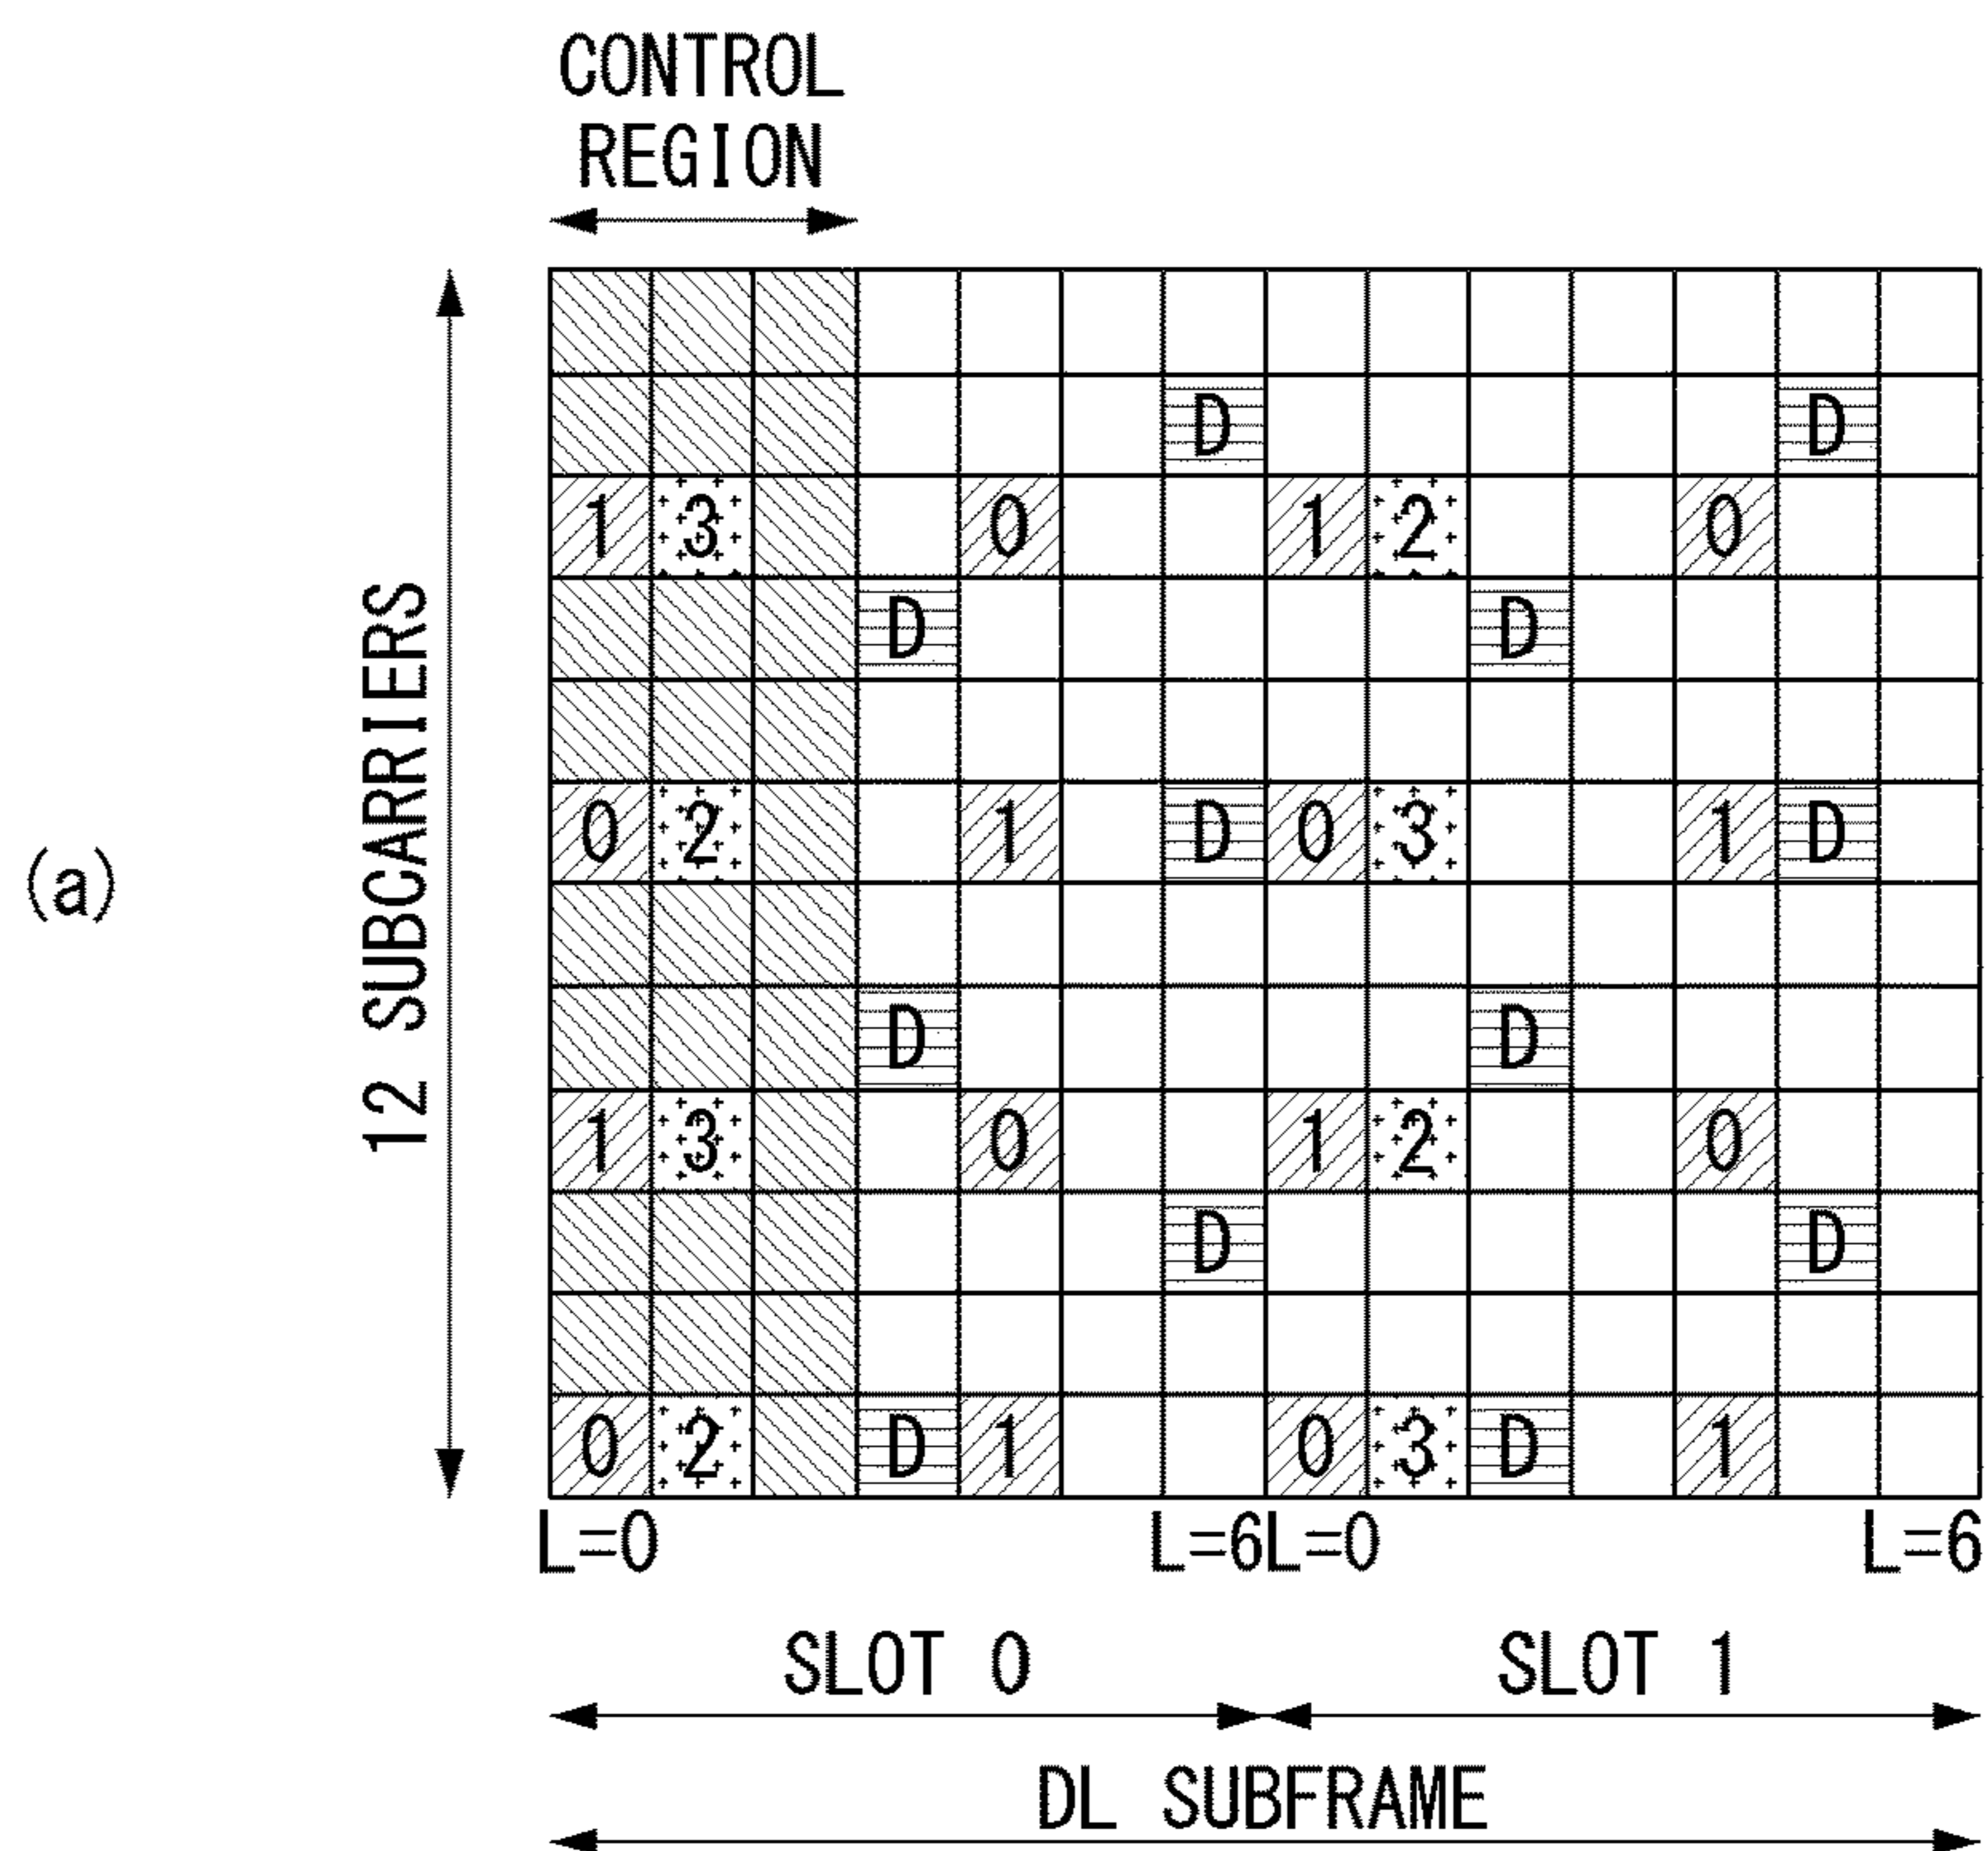 CONTROL
REGION
D D
1 3 0 1 2 0
D D
0 2 1 D 0 3 1 D
D D
1 3 0 1 2 0
D D
0 2 D 1 0 3 D 1
12 SUBCARRIERS
(a)
L=0 L=6 L=0 L=6
SLOT 0 SLOT 1
DL SUBFRAME